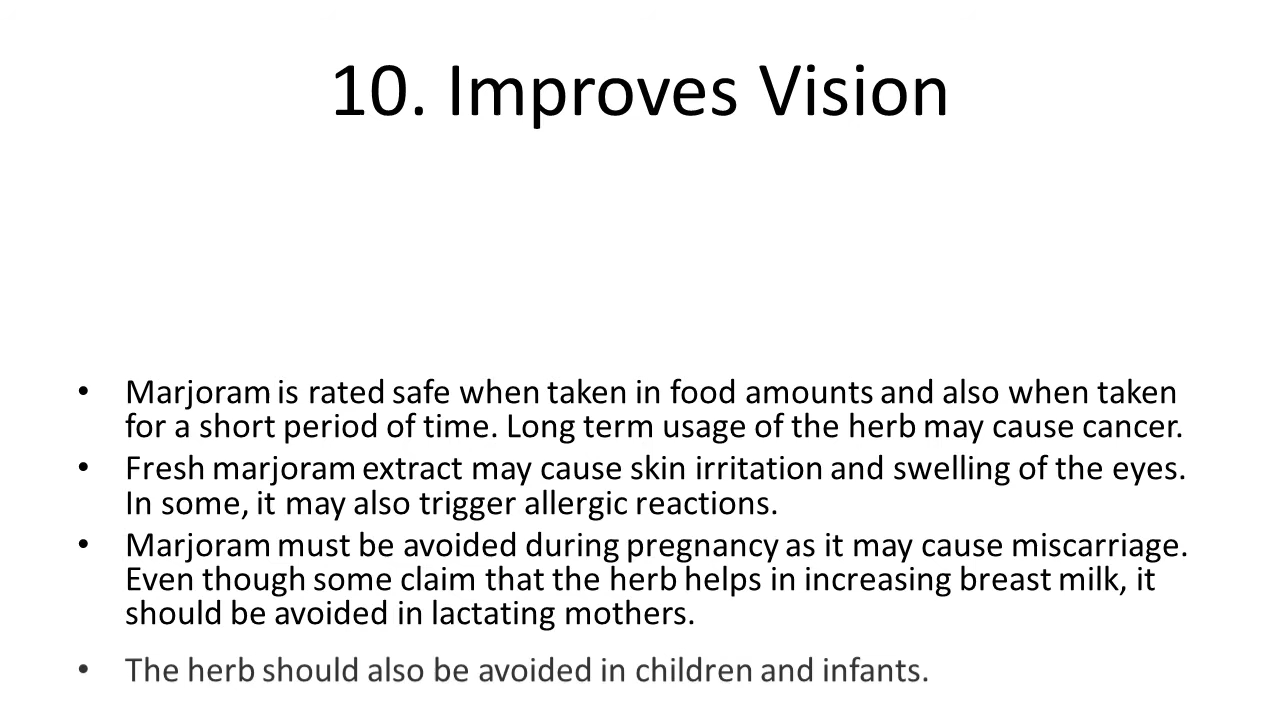 10. Improves Vision
• Marjoram is rated safe when taken in food amounts and also when taken
for a short period of time. Long term usage of the herb may cause cancer.
• Fresh marjoram extract may cause skin irritation and swelling of the eyes.
In some, it may also trigger allergic reactions.
• Marjoram must be avoided during pregnancy as it may cause miscarriage.
Even though some claim that the herb helps in increasing breast milk, it
should be avoided in lactating mothers.
• The herb should also be avoided in children and infants.